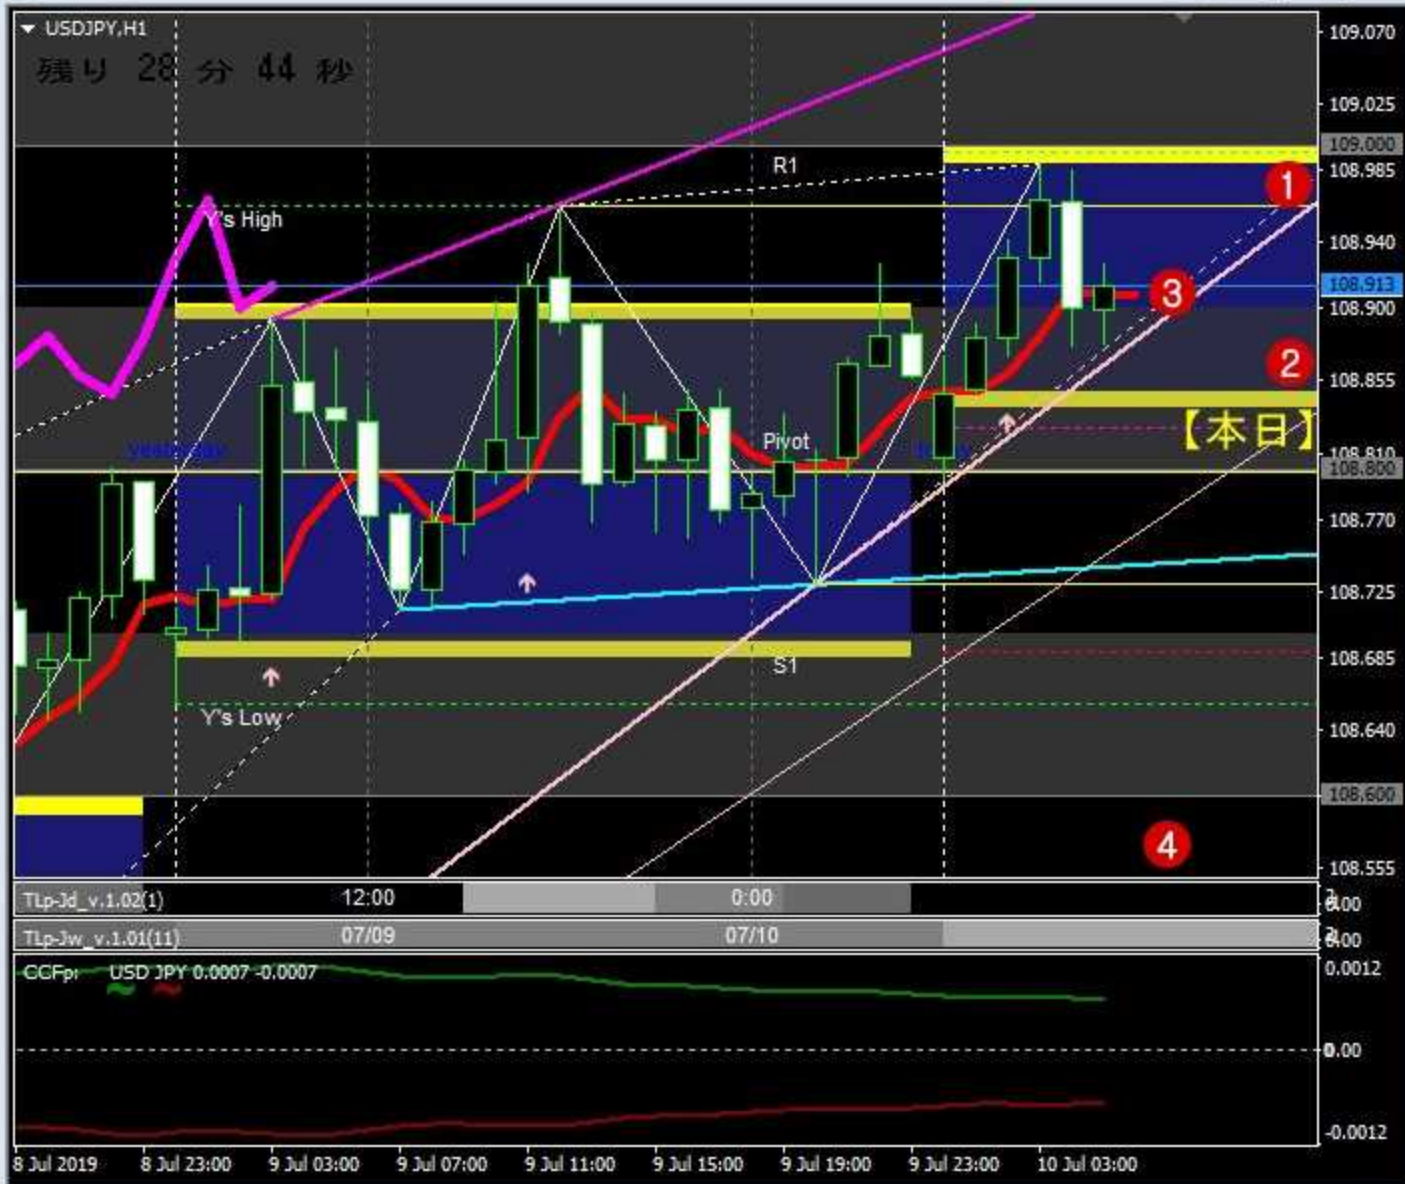 USDJPY,H1
残り 28 分 44 秒
109.070
109.025
109.000
R1
108.985
1
Y's High
108.940
108.913
3
108.900
2
108.855
【本日】
yesterday
Pivot
108.810
108.800
108.770
108.725
S1
108.685
Y's Low
108.640
108.600
4
108.555
TLp-Jd_v.1.02(1)
12:00
0:00
TLp-Jw_v.1.01(11)
07/09
07/10
CCFp: USD JPY 0.0007 -0.0007
0.0012
0.00
-0.0012
8 Jul 2019
8 Jul 23:00
9 Jul 03:00
9 Jul 07:00
9 Jul 11:00
9 Jul 15:00
9 Jul 19:00
9 Jul 23:00
10 Jul 03:00